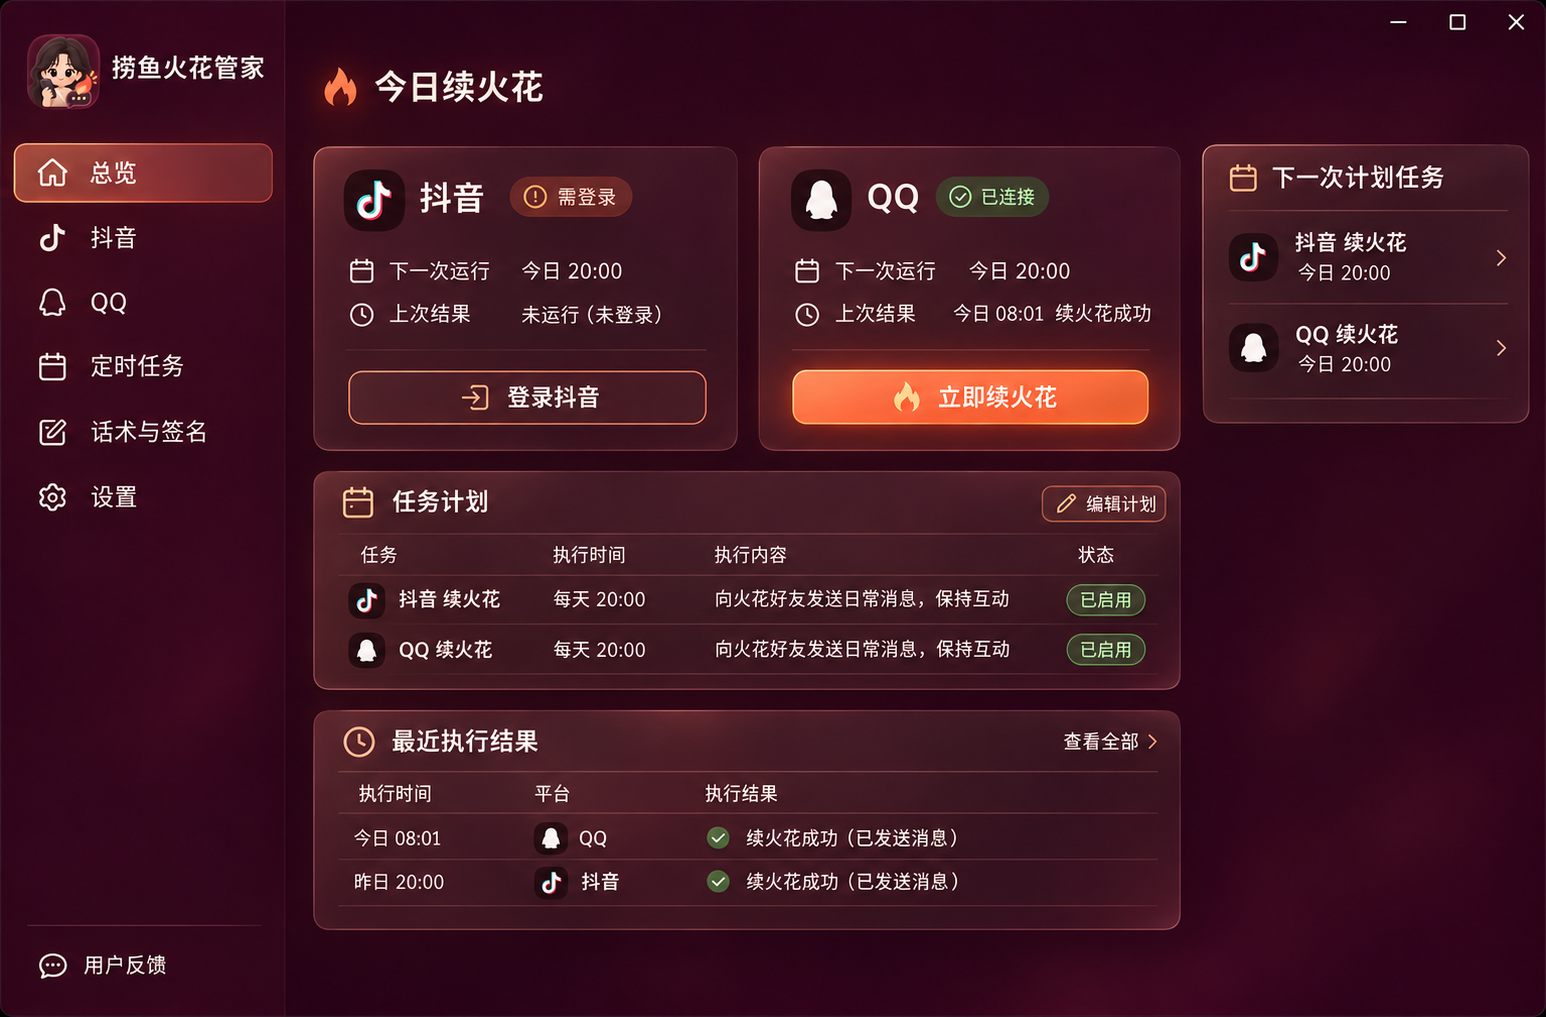 捞鱼火花管家
总览
抖音
QQ
定时任务
话术与签名
设置
用户反馈
今日续火花
抖音 需登录
下一次运行 今日 20:00
上次结果 未运行（未登录）
登录抖音
QQ 已连接
下一次运行 今日 20:00
上次结果 今日 08:01 续火花成功
立即续火花
下一次计划任务
抖音 续火花
今日 20:00
QQ 续火花
今日 20:00
任务计划 编辑计划
任务 执行时间 执行内容 状态
抖音 续火花 每天 20:00 向火花好友发送日常消息，保持互动 已启用
QQ 续火花 每天 20:00 向火花好友发送日常消息，保持互动 已启用
最近执行结果 查看全部
执行时间 平台 执行结果
今日 08:01 QQ 续火花成功（已发送消息）
昨日 20:00 抖音 续火花成功（已发送消息）